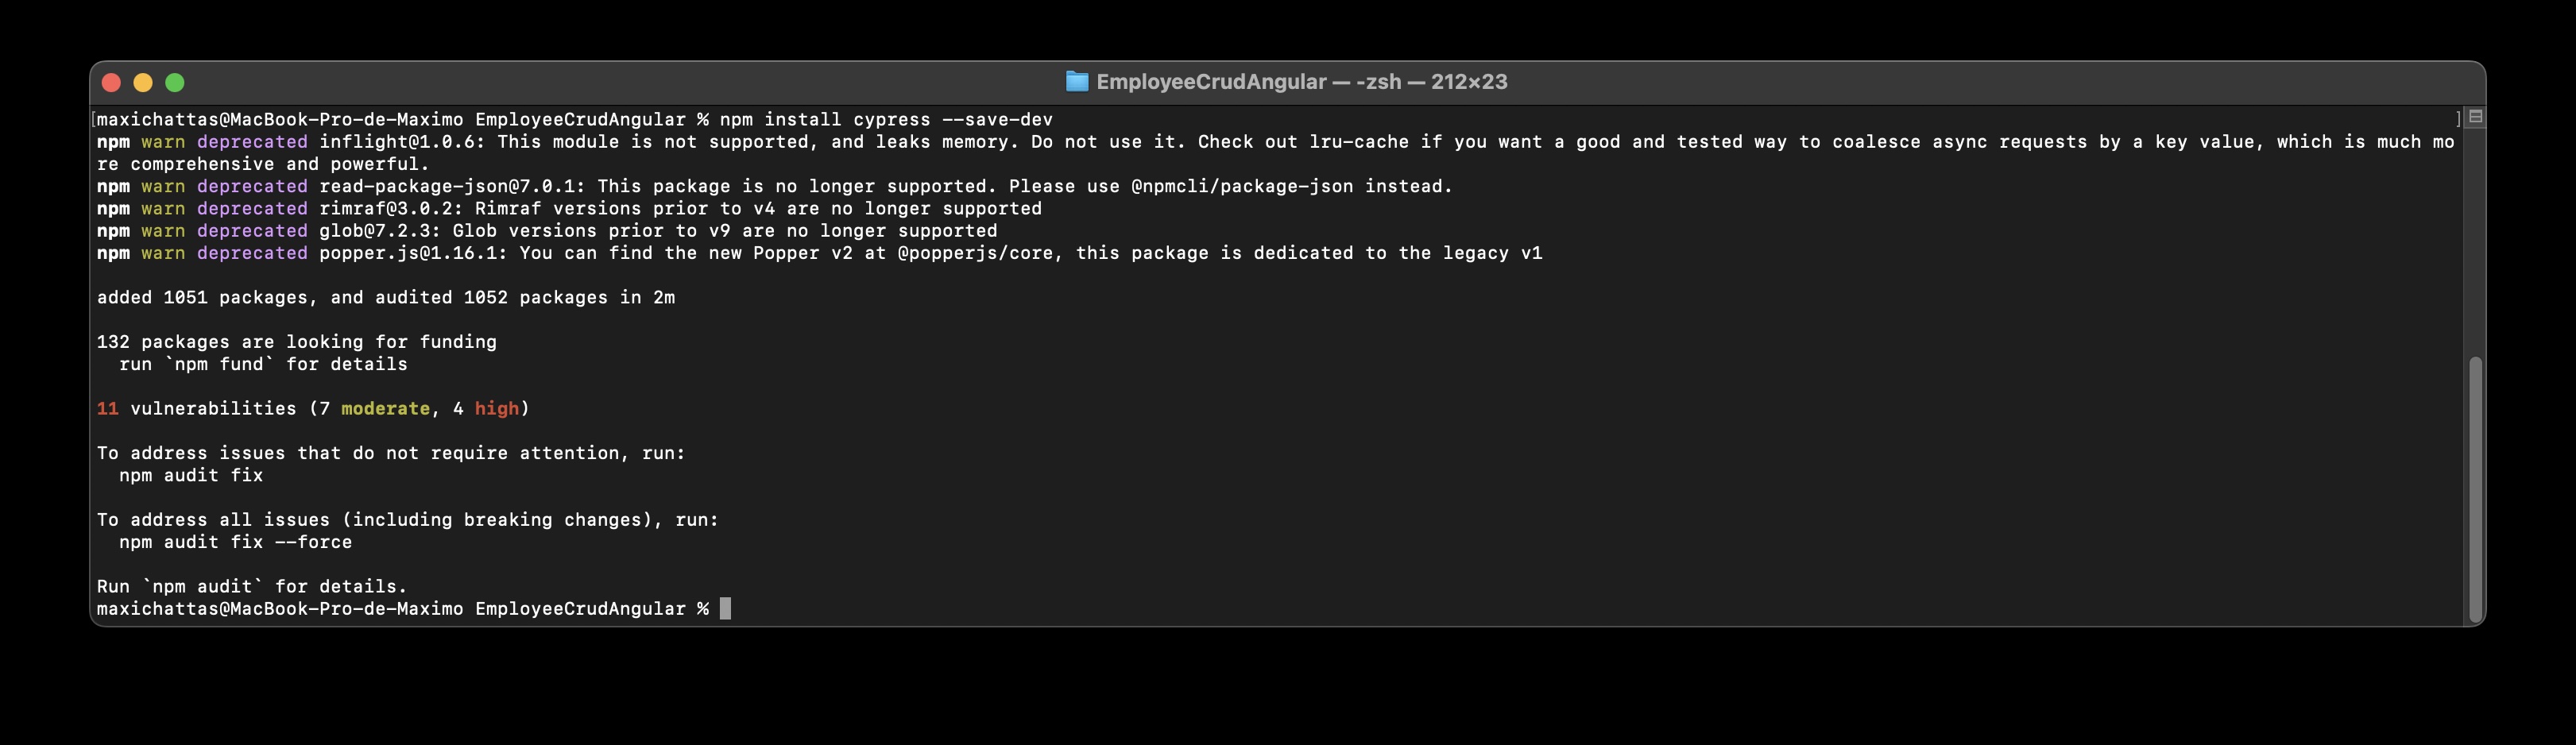 EmployeeCrudAngular — -zsh — 212×23
[maxichattas@MacBook-Pro-de-Maximo EmployeeCrudAngular % npm install cypress --save-dev ]
npm warn deprecated inflight@1.0.6: This module is not supported, and leaks memory. Do not use it. Check out lru-cache if you want a good and tested way to coalesce async requests by a key value, which is much mo
re comprehensive and powerful.
npm warn deprecated read-package-json@7.0.1: This package is no longer supported. Please use @npmcli/package-json instead.
npm warn deprecated rimraf@3.0.2: Rimraf versions prior to v4 are no longer supported
npm warn deprecated glob@7.2.3: Glob versions prior to v9 are no longer supported
npm warn deprecated popper.js@1.16.1: You can find the new Popper v2 at @popperjs/core, this package is dedicated to the legacy v1
added 1051 packages, and audited 1052 packages in 2m
132 packages are looking for funding
run `npm fund` for details
11 vulnerabilities (7 moderate, 4 high)
To address issues that do not require attention, run:
npm audit fix
To address all issues (including breaking changes), run:
npm audit fix --force
Run `npm audit` for details.
maxichattas@MacBook-Pro-de-Maximo EmployeeCrudAngular %